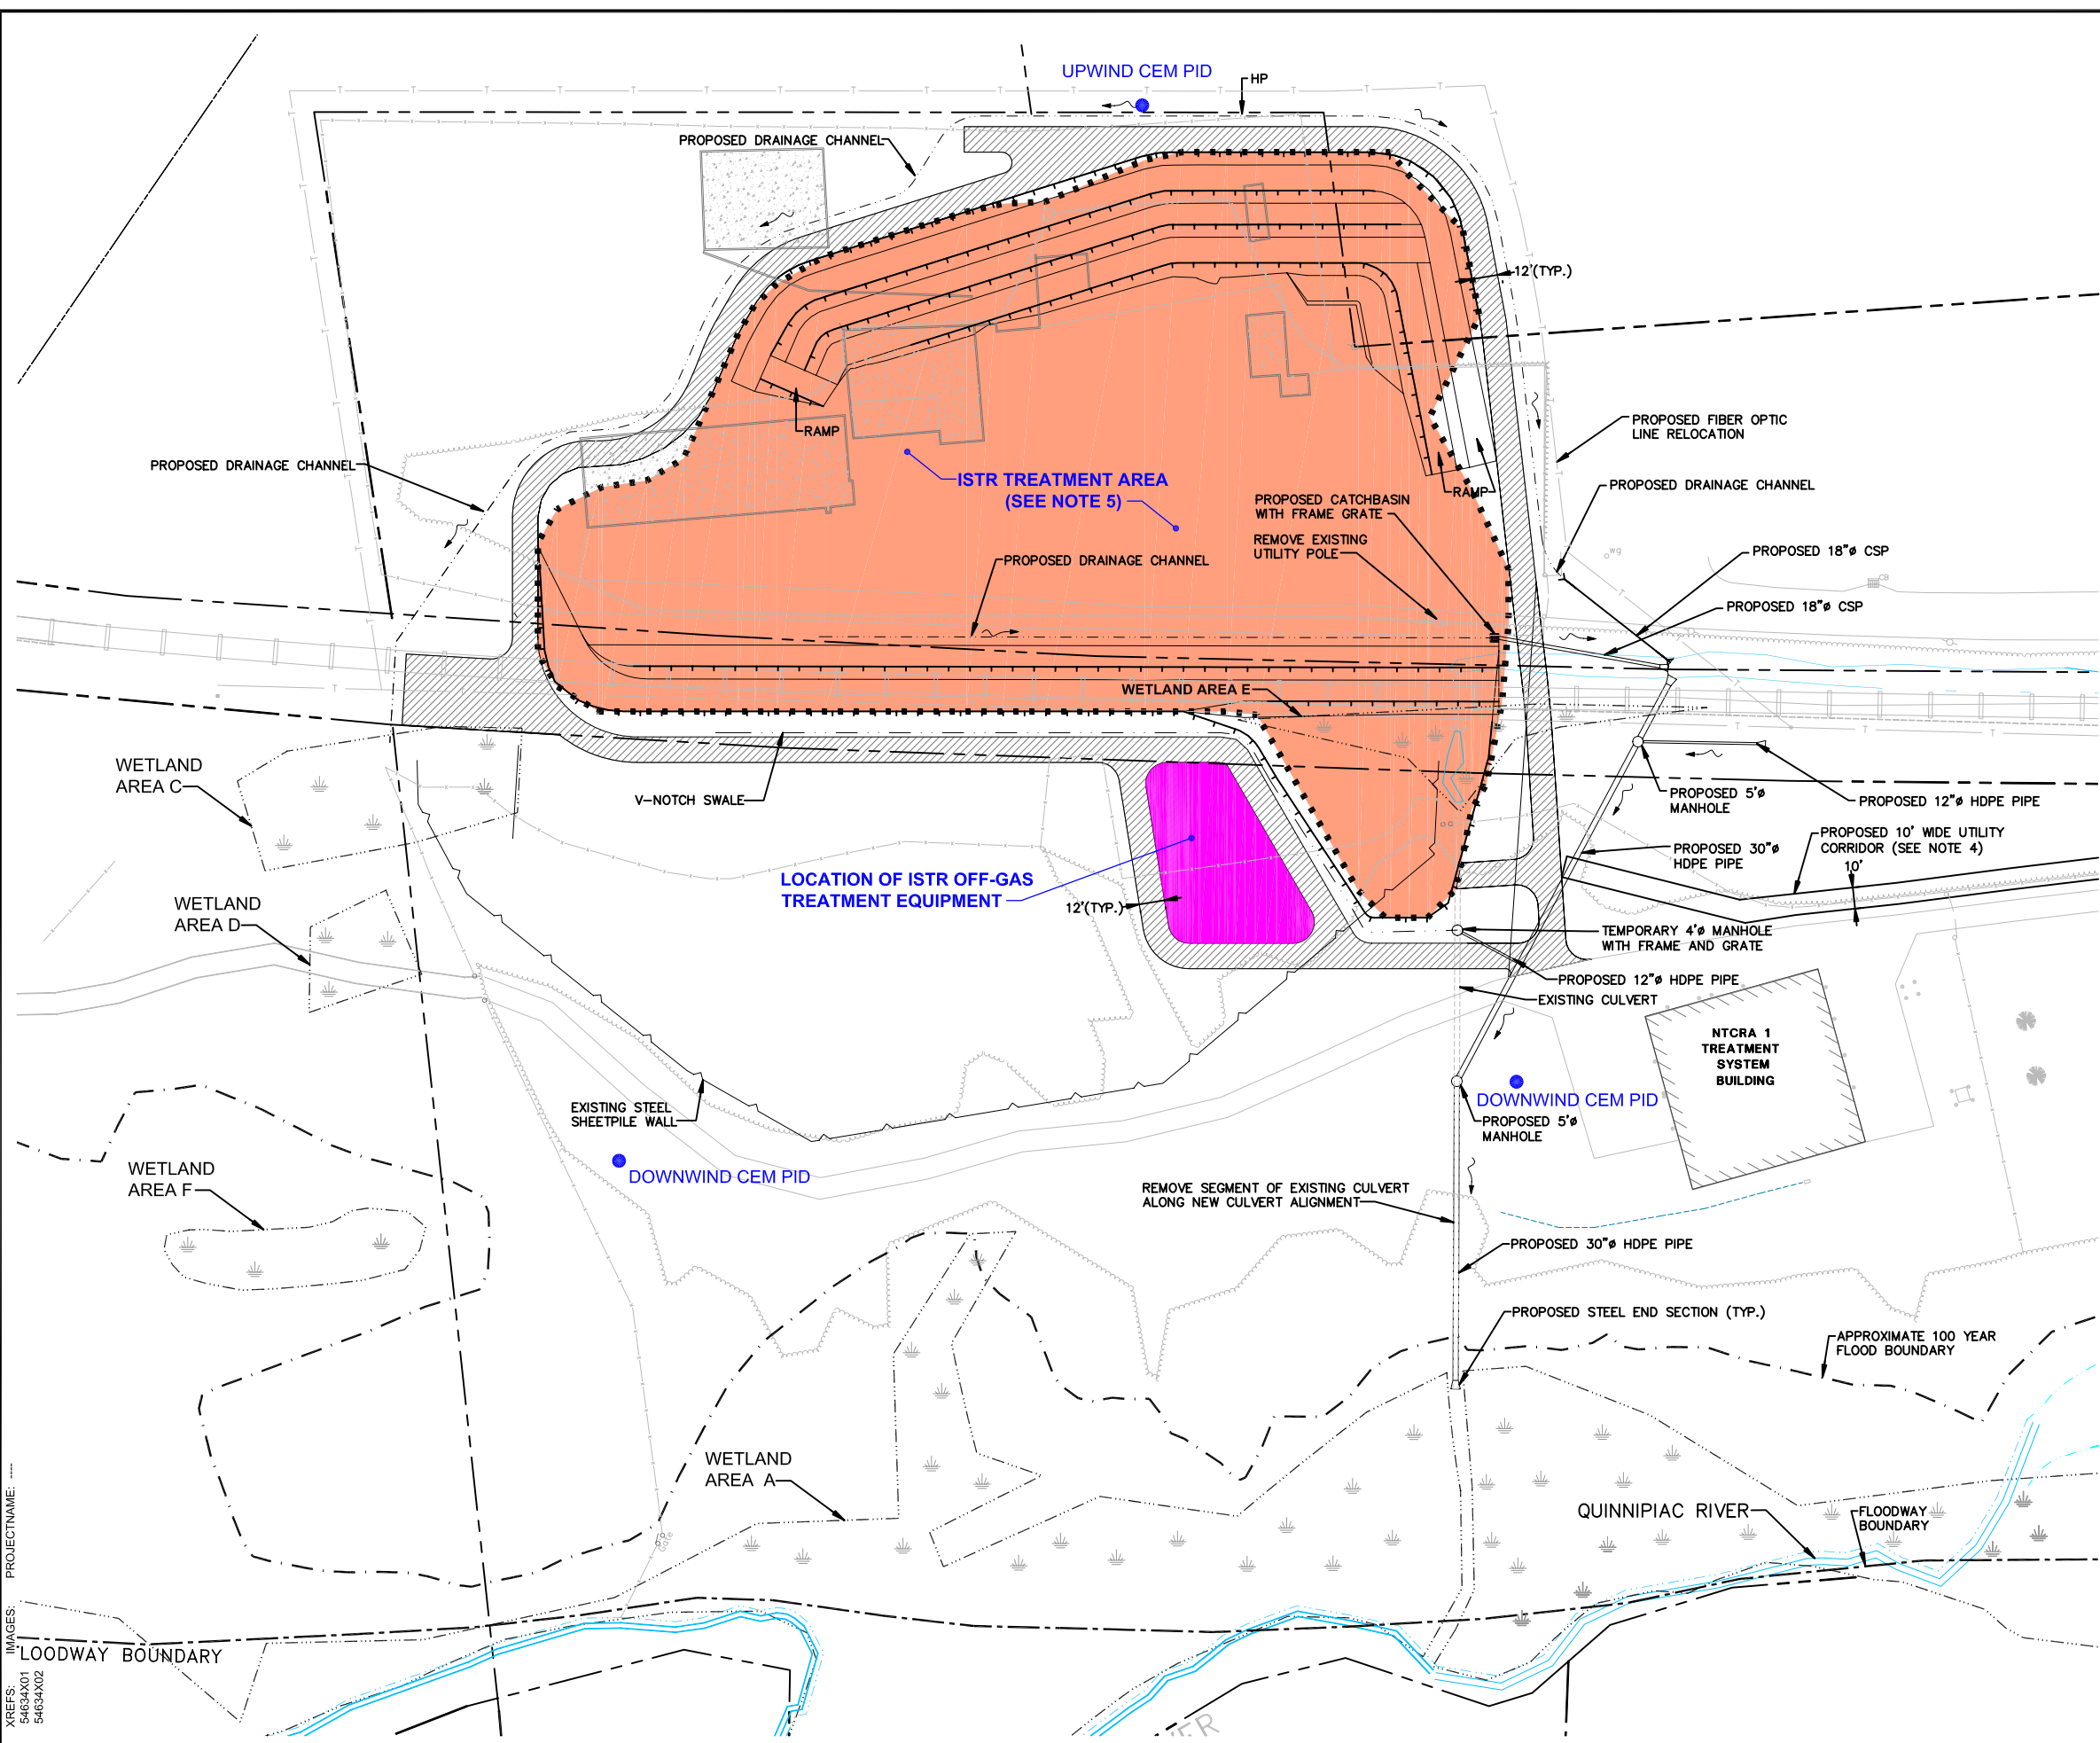 UPWIND CEM PID
HP
PROPOSED DRAINAGE CHANNEL
12'(TYP.)
RAMP
PROPOSED FIBER OPTIC
LINE RELOCATION
PROPOSED DRAINAGE CHANNEL
ISTR TREATMENT AREA
(SEE NOTE 5)
RAMP
PROPOSED DRAINAGE CHANNEL
PROPOSED CATCHBASIN
WITH FRAME GRATE
REMOVE EXISTING
UTILITY POLE
PROPOSED DRAINAGE CHANNEL
wg
CB
PROPOSED 18"ø CSP
PROPOSED 18"ø CSP
WETLAND AREA E
WETLAND
AREA C
V-NOTCH SWALE
PROPOSED 5'ø
MANHOLE
PROPOSED 12"ø HDPE PIPE
PROPOSED 10' WIDE UTILITY
CORRIDOR (SEE NOTE 4)
10'
PROPOSED 30"ø
HDPE PIPE
LOCATION OF ISTR OFF-GAS
TREATMENT EQUIPMENT
12'(TYP.)
WETLAND
AREA D
TEMPORARY 4'ø MANHOLE
WITH FRAME AND GRATE
PROPOSED 12"ø HDPE PIPE
EXISTING CULVERT
NTCRA 1
TREATMENT
SYSTEM
BUILDING
DOWNWIND CEM PID
EXISTING STEEL
SHEETPILE WALL
PROPOSED 5'ø
MANHOLE
WETLAND
AREA F
DOWNWIND CEM PID
REMOVE SEGMENT OF EXISTING CULVERT
ALONG NEW CULVERT ALIGNMENT
PROPOSED 30"ø HDPE PIPE
PROPOSED STEEL END SECTION (TYP.)
APPROXIMATE 100 YEAR
FLOOD BOUNDARY
WETLAND
AREA A
Gate
QUINNIPIAC RIVER
FLOODWAY
BOUNDARY
LOODWAY BOUNDARY
XREFS: IMAGES: PROJECTNAME: ----
54634X01
54634X02